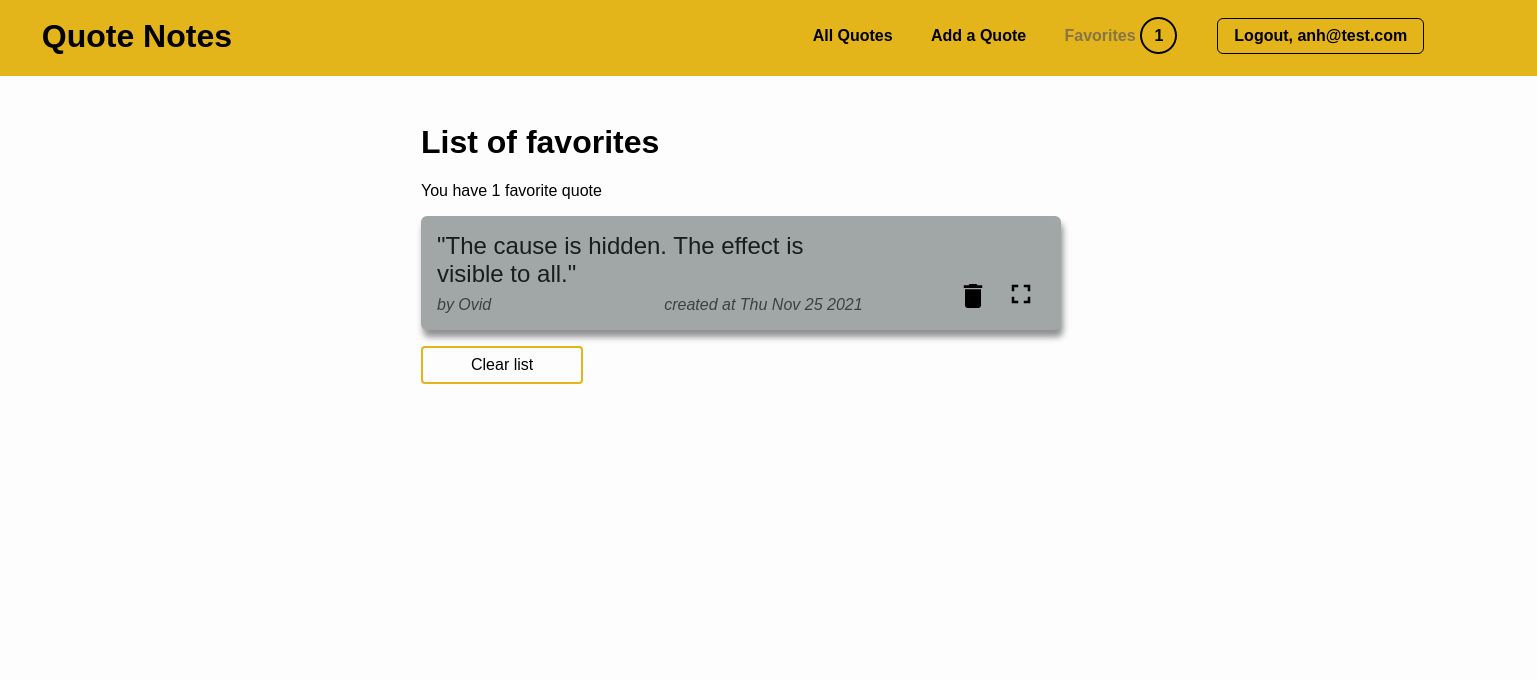 Quote Notes
All Quotes
Add a Quote
Favorites 1
Logout, anh@test.com
List of favorites
You have 1 favorite quote
"The cause is hidden. The effect is
visible to all."
by Ovid
created at Thu Nov 25 2021
Clear list